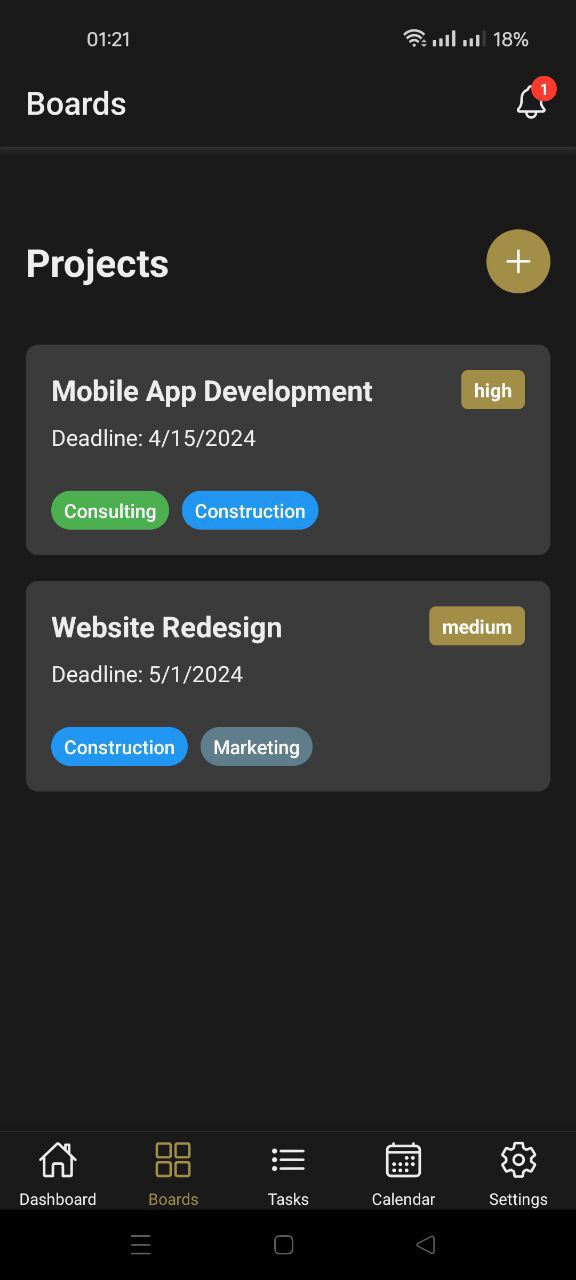 01:21 18%
Boards 1
Projects
Mobile App Development high
Deadline: 4/15/2024
Consulting Construction
Website Redesign medium
Deadline: 5/1/2024
Construction Marketing
Dashboard Boards Tasks Calendar Settings